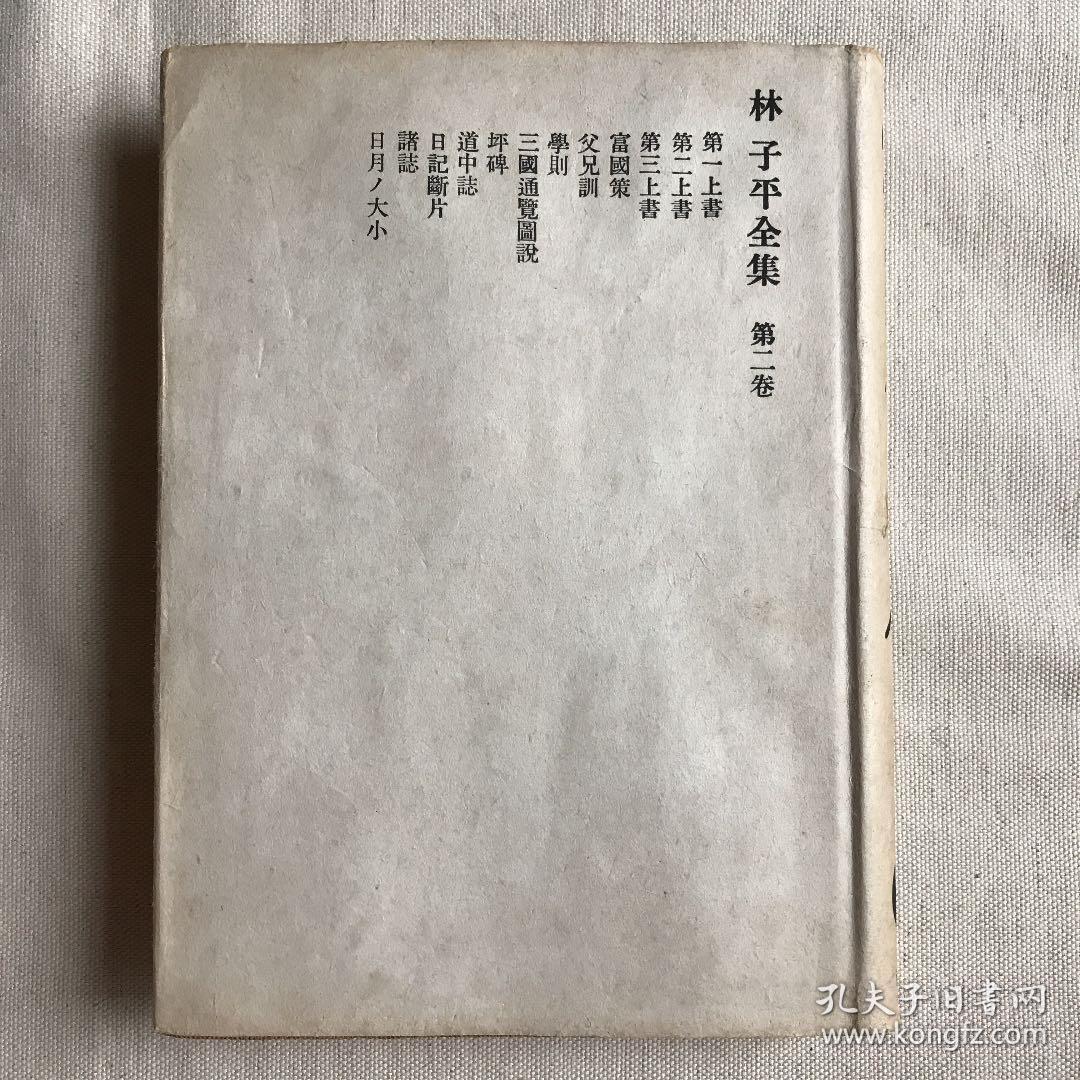 林子平全集 第二卷
第一上書
第二上書
第三上書
富國策
父兄訓
學則
三國通覽圖說
坪碑
道中誌
日記斷片
諸誌
日月ノ大小
孔夫子旧書网
www.kongfz.com